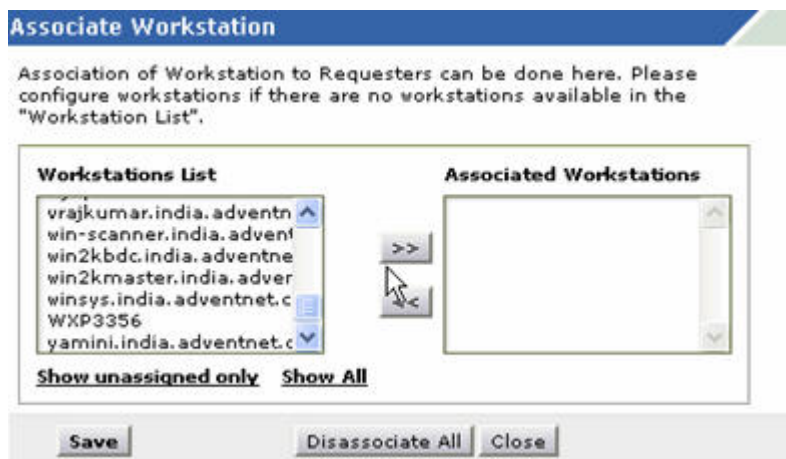 Associate Workstation
Association of Workstation to Requesters can be done here. Please
configure workstations if there are no workstations available in the
"Workstation List".
Workstations List
Associated Workstations
vrajkumar.india.adventn
win-scanner.india.advent
win2kbdc.india.adventne
win2kmaster.india.adver
winsys.india.adventnet.c
WXP3356
yamini.india.adventnet.c
>>
<<
Show unassigned only Show All
Save Disassociate All Close